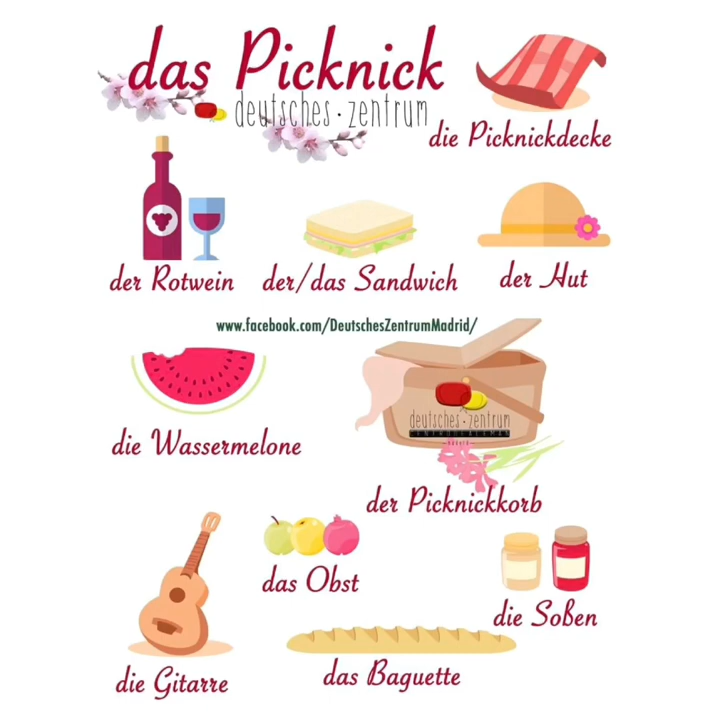 das Picknick
deutsches · zentrum
die Picknickdecke
der Rotwein
der/das Sandwich
der Hut
www.facebook.com/DeutschesZentrumMadrid/
die Wassermelone
deutsches · zentrum
der Picknickkorb
das Obst
die Soßen
die Gitarre
das Baguette